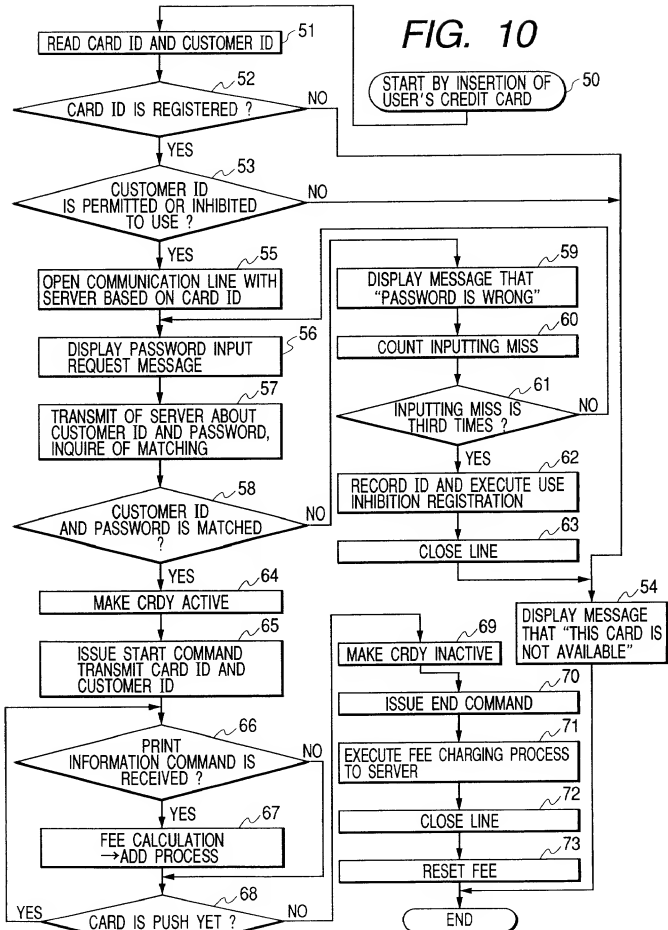 FIG. 10
START BY INSERTION OF
USER'S CREDIT CARD
50
READ CARD ID AND CUSTOMER ID
51
52
CARD ID IS REGISTERED ?
NO
YES
53
CUSTOMER ID
IS PERMITTED OR INHIBITED
TO USE ?
NO
YES
55
OPEN COMMUNICATION LINE WITH
SERVER BASED ON CARD ID
56
DISPLAY PASSWORD INPUT
REQUEST MESSAGE
57
TRANSMIT OF SERVER ABOUT
CUSTOMER ID AND PASSWORD,
INQUIRE OF MATCHING
58
CUSTOMER ID
AND PASSWORD IS MATCHED
?
NO
YES
59
DISPLAY MESSAGE THAT
"PASSWORD IS WRONG"
60
COUNT INPUTTING MISS
61
INPUTTING MISS IS
THIRD TIMES ?
NO
YES
62
RECORD ID AND EXECUTE USE
INHIBITION REGISTRATION
63
CLOSE LINE
54
DISPLAY MESSAGE
THAT "THIS CARD IS
NOT AVAILABLE"
64
MAKE CRDY ACTIVE
65
ISSUE START COMMAND
TRANSMIT CARD ID AND
CUSTOMER ID
66
PRINT
INFORMATION COMMAND IS
RECEIVED ?
NO
YES
67
FEE CALCULATION
→ADD PROCESS
68
CARD IS PUSH YET ?
YES
NO
69
MAKE CRDY INACTIVE
70
ISSUE END COMMAND
71
EXECUTE FEE CHARGING PROCESS
TO SERVER
72
CLOSE LINE
73
RESET FEE
END